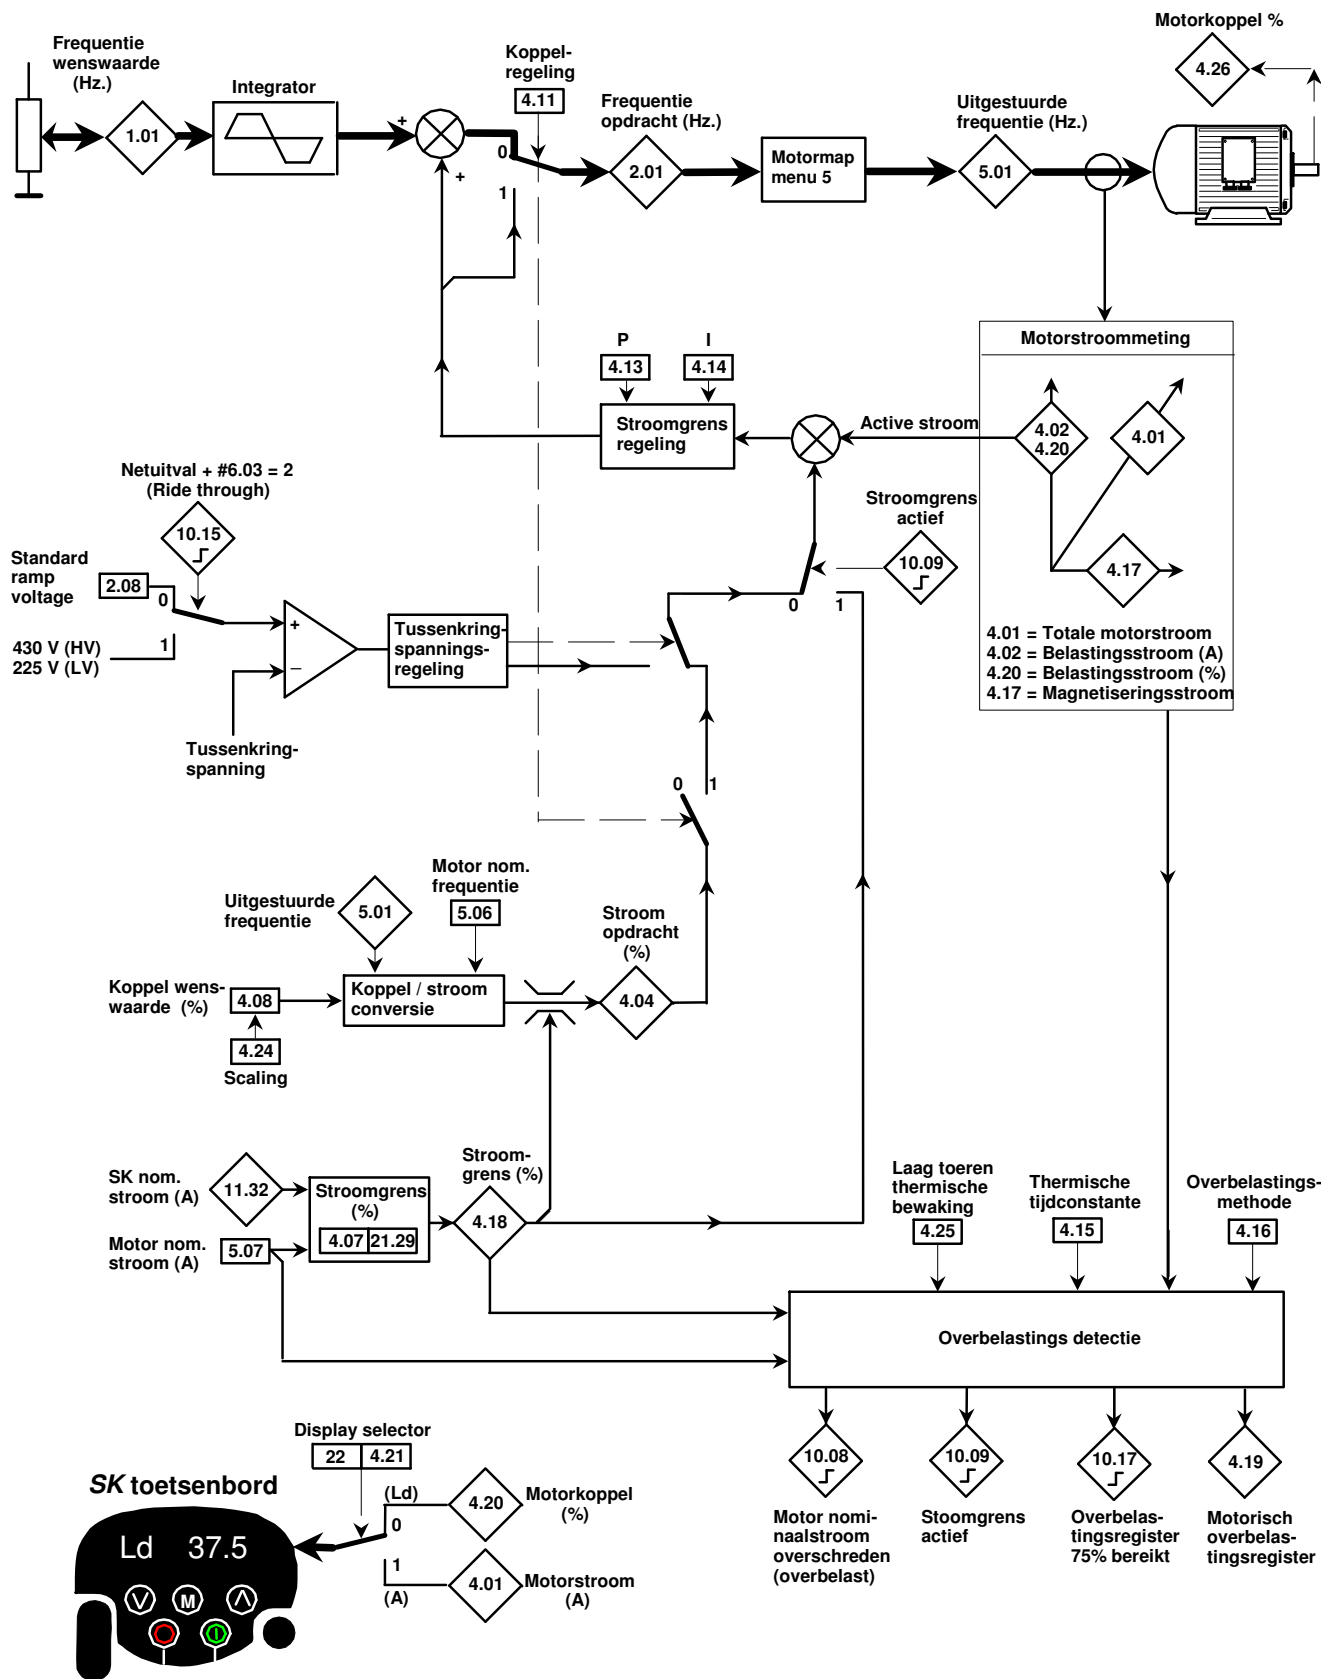 Motorkoppel %
4.26
Frequentie
wenswaarde
(Hz.)
1.01
Integrator
+
+
Koppel-
regeling
4.11
0
1
Frequentie
opdracht (Hz.)
2.01
Motormap
menu 5
Uitgestuurde
frequentie (Hz.)
5.01
Motorstroommeting
4.02
4.20
4.01
4.17
4.01 = Totale motorstroom
4.02 = Belastingsstroom (A)
4.20 = Belastingsstroom (%)
4.17 = Magnetiseringsstroom
P
4.13
I
4.14
Stroomgrens
regeling
Active stroom
Stroomgrens
actief
10.09
0
1
Netuitval + #6.03 = 2
(Ride through)
10.15
Standard
ramp
voltage
2.08
0
1
430 V (HV)
225 V (LV)
+
–
Tussenkring-
spannings-
regeling
Tussenkring-
spanning
0
1
Uitgestuurde
frequentie
5.01
Motor nom.
frequentie
5.06
Stroom
opdracht
(%)
4.04
Koppel wens-
waarde (%)
4.08
Koppel / stroom
conversie
4.24
Scaling
SK nom.
stroom (A)
11.32
Motor nom.
stroom (A)
5.07
Stroomgrens
(%)
4.07
21.29
Stroom-
grens (%)
4.18
Laag toeren
thermische
bewaking
4.25
Thermische
tijdconstante
4.15
Overbelastings-
methode
4.16
Overbelastings detectie
10.08
10.09
10.17
4.19
Motor nomi-
naalstroom
overschreden
(overbelast)
Stoomgrens
actief
Overbelas-
tingsregister
75% bereikt
Motorisch
overbelas-
tingsregister
Display selector
22
4.21
(Ld)
0
1
(A)
4.20
Motorkoppel
(%)
4.01
Motorstroom
(A)
SK toetsenbord
Ld 37.5
M